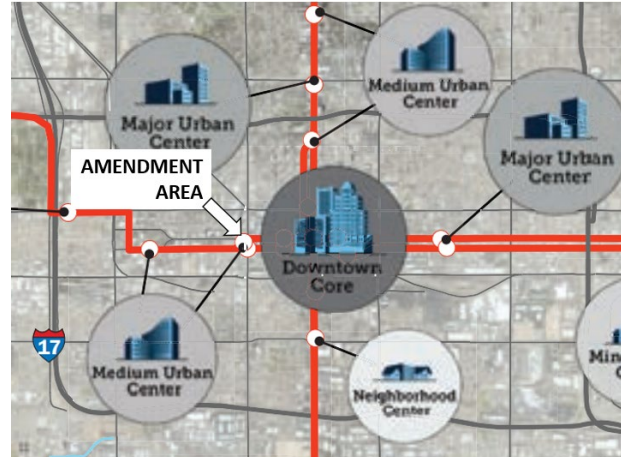 Medium Urban
Center
Major Urban
Center
Major Urban
Center
AMENDMENT
AREA
Downtown
Core
17
Medium Urban
Center
Neighborhood
Center